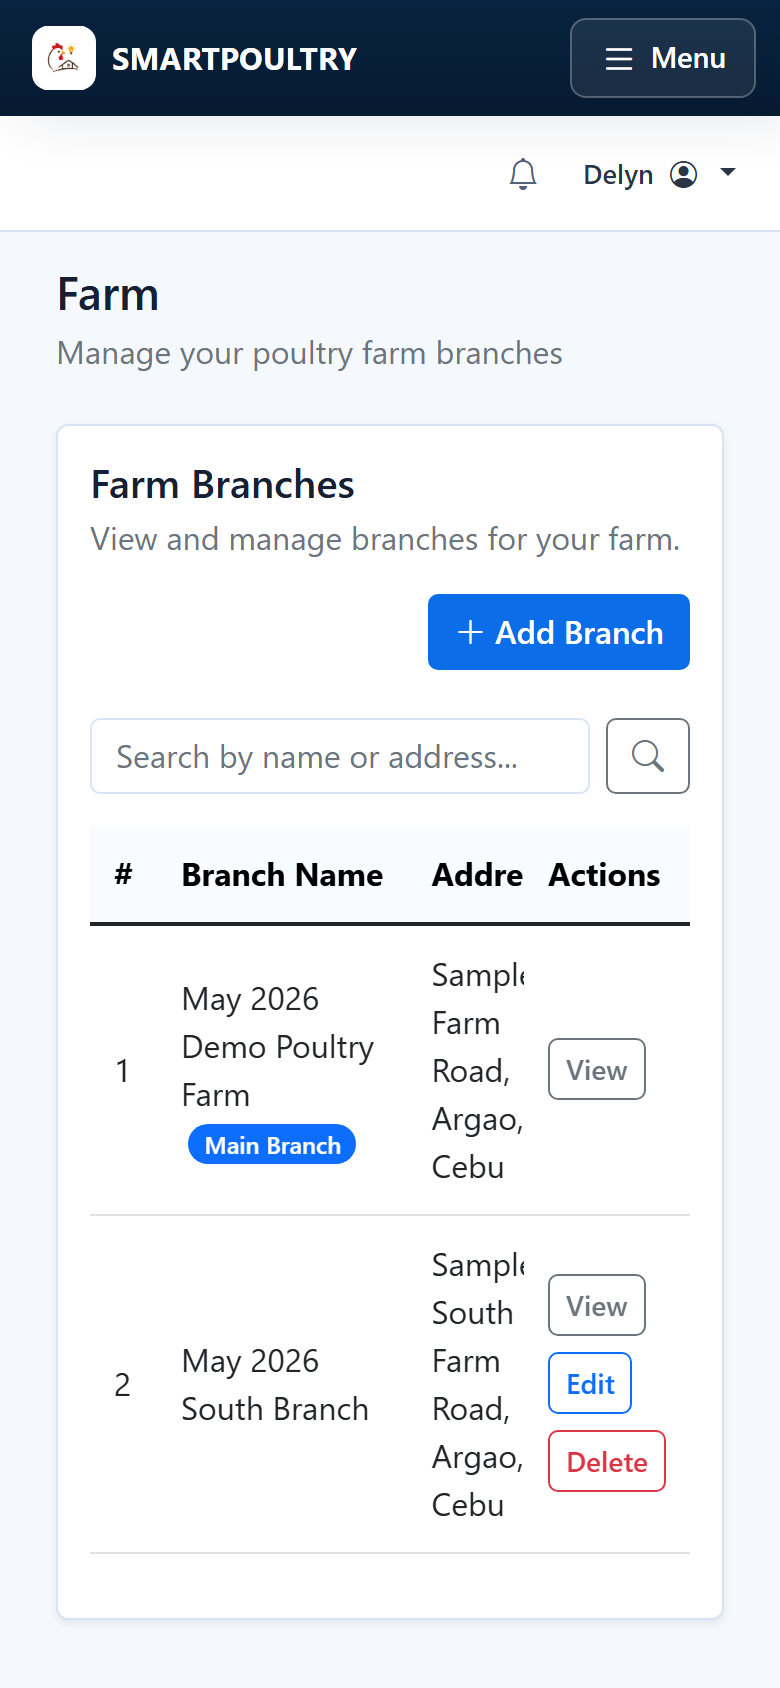 SMARTPOULTRY
Menu
Delyn
Farm
Manage your poultry farm branches
Farm Branches
View and manage branches for your farm.
+ Add Branch
Search by name or address...
# Branch Name Addre Actions
1
May 2026
Demo Poultry
Farm
Main Branch
Sample
Farm
Road,
Argao,
Cebu
View
2
May 2026
South Branch
Sample
South
Farm
Road,
Argao,
Cebu
View
Edit
Delete